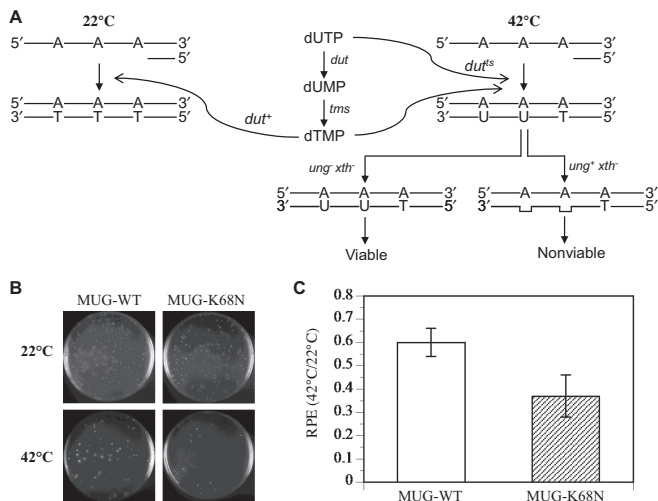 A
22°C
5′ A A A 3′
5′
5′ A A A 3′
3′ T T T 5′
dut⁺
dUTP
dut
dUMP
tms
dTMP
42°C
5′ A A A 3′
5′
dutᵗˢ
5′ A A A 3′
3′ U U T 5′
ung⁻ xth⁻
ung⁺ xth⁻
5′ A A A 3′
3′ U U T 5′
Viable
5′ A A A 3′
3′ T 5′
Nonviable
B
MUG-WT MUG-K68N
22°C
42°C
C
RPE (42°C/22°C)
0.8
0.7
0.6
0.5
0.4
0.3
0.2
0.1
0
MUG-WT MUG-K68N